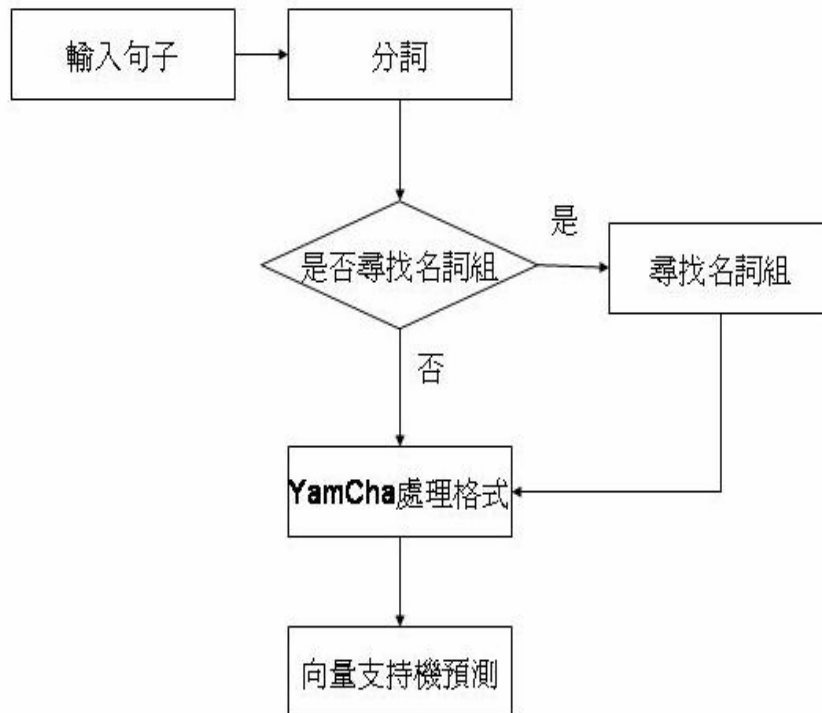 輸入句子
分詞
是否尋找名詞組
是
尋找名詞組
否
YamCha處理格式
向量支持機預測